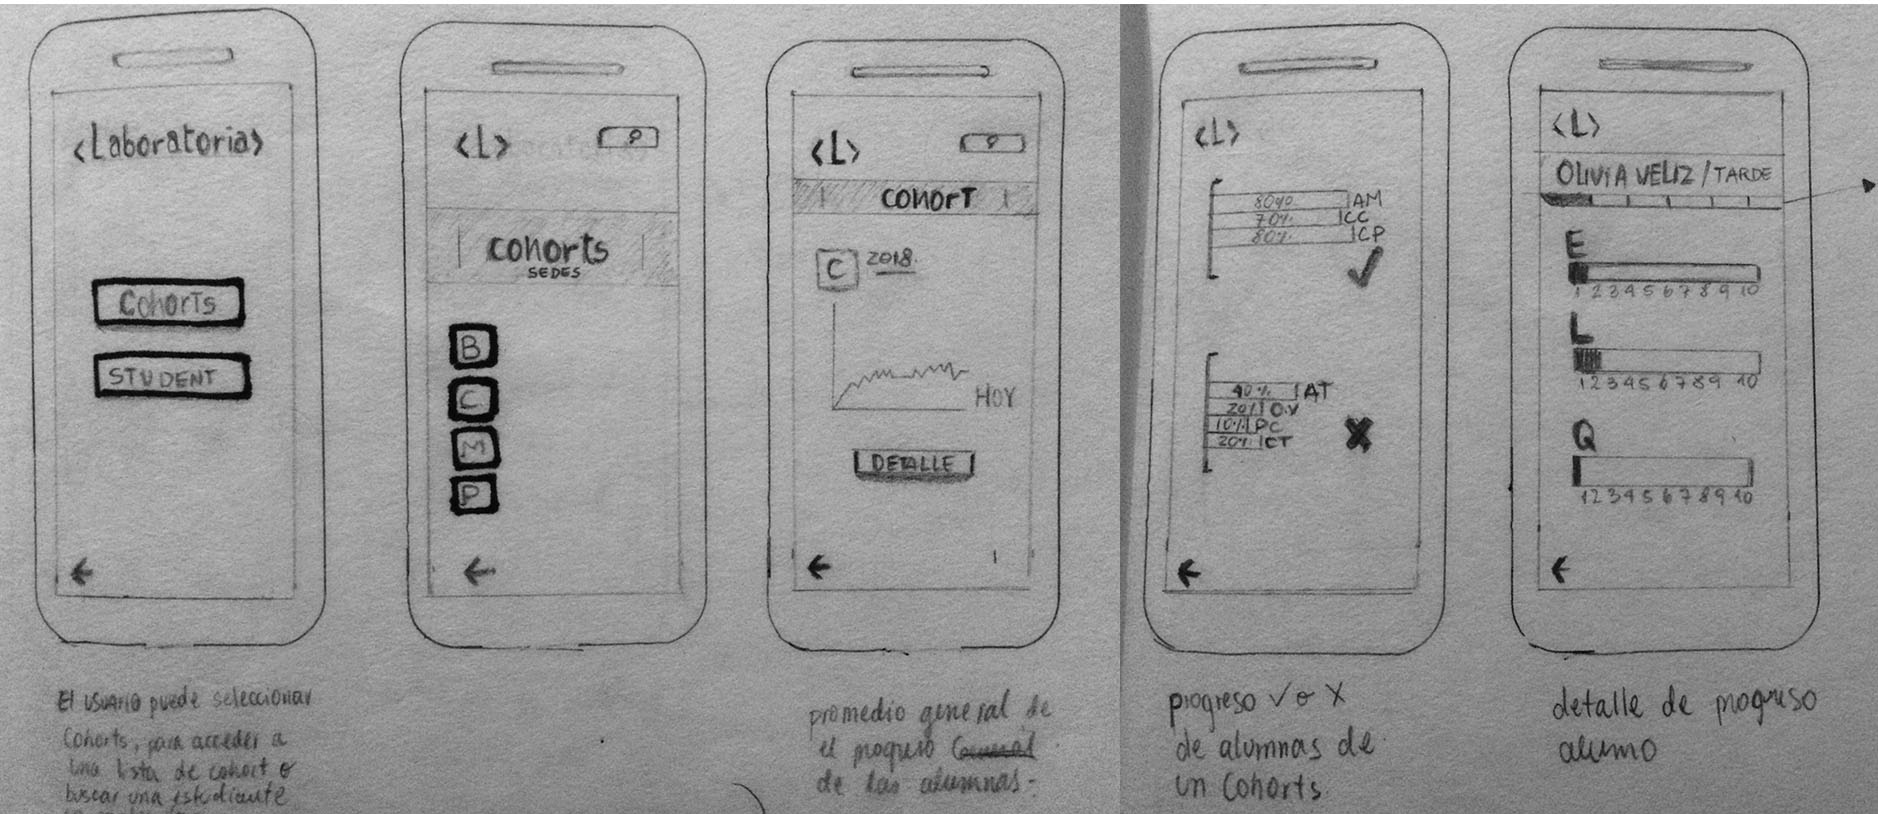 <Laboratoria>
Cohorts
STUDENT
El usuario puede seleccionar
Cohorts, para acceder a
una lista de cohort o
buscar una estudiante
<L>
cohorts
SEDES
B
C
M
P
<L>
COHORT
C 2018.
HOY
DETALLE
promedio general de
el progreso
de las alumnas.
<L>
80% AM
70% CC
80% CP
✓
40% AT
20% O.V
10% PC
20% CT
X
progreso ✓ o X
de alumnas de
un Cohorts.
<L>
OLIVIA VELIZ / TARDE
E
1 2 3 4 5 6 7 8 9 10
L
1 2 3 4 5 6 7 8 9 10
Q
1 2 3 4 5 6 7 8 9 10
detalle de progreso
alumo